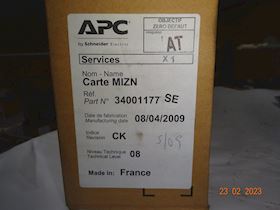 APC
by Schneider Electric
OBJECTIF
ZERO DEFAUT
AT
Services
X 1
Nom - Name
Carte MIZN
Réf.
Part N° 34001177 SE
Date de fabrication
Manufacturing date 08/04/2009
Indice
Revision CK
S/09
Niveau Technique
Technical Level 08
Made in: France
23 02 2023